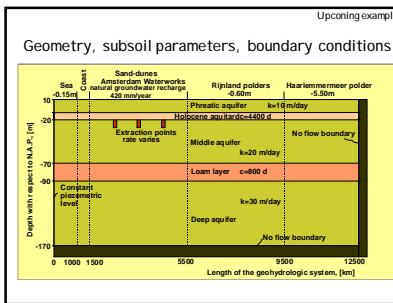 Upconing exampl
Geometry, subsoil parameters, boundary conditions
Sea
-0.15m
Coast
Sand-dunes
Amsterdam Waterworks
natural groundwater recharge
420 mm/year
Rijnland polders
-0.60m
Haarlemmermeer polder
-5.50m
Depth with respect to N.A.P., [m]
10
-20
-70
-90
-170
Phreatic aquifer
k=10 m/day
Holocene aquitard
c=4400 d
Extraction points
rate varies
Middle aquifer
k=20 m/day
No flow boundary
Loam layer
c=800 d
Constant
piezometric
level
k=30 m/day
Deep aquifer
No flow boundary
0 1000 1500 5500 9500 12500
Length of the geohydrologic system, [km]